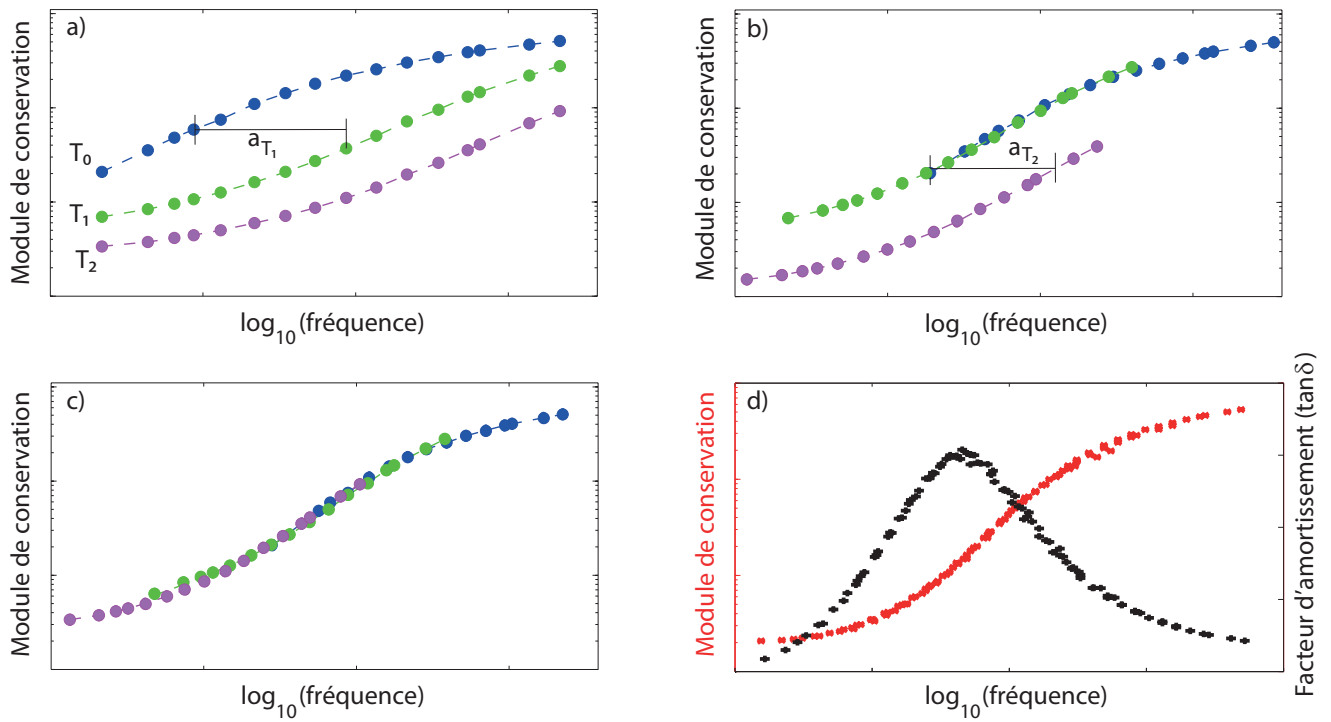 a)
Module de conservation
T0
T1
T2
aT1
log10(fréquence)
b)
Module de conservation
aT2
log10(fréquence)
c)
Module de conservation
log10(fréquence)
d)
Module de conservation
Facteur d'amortissement (tanδ)
log10(fréquence)